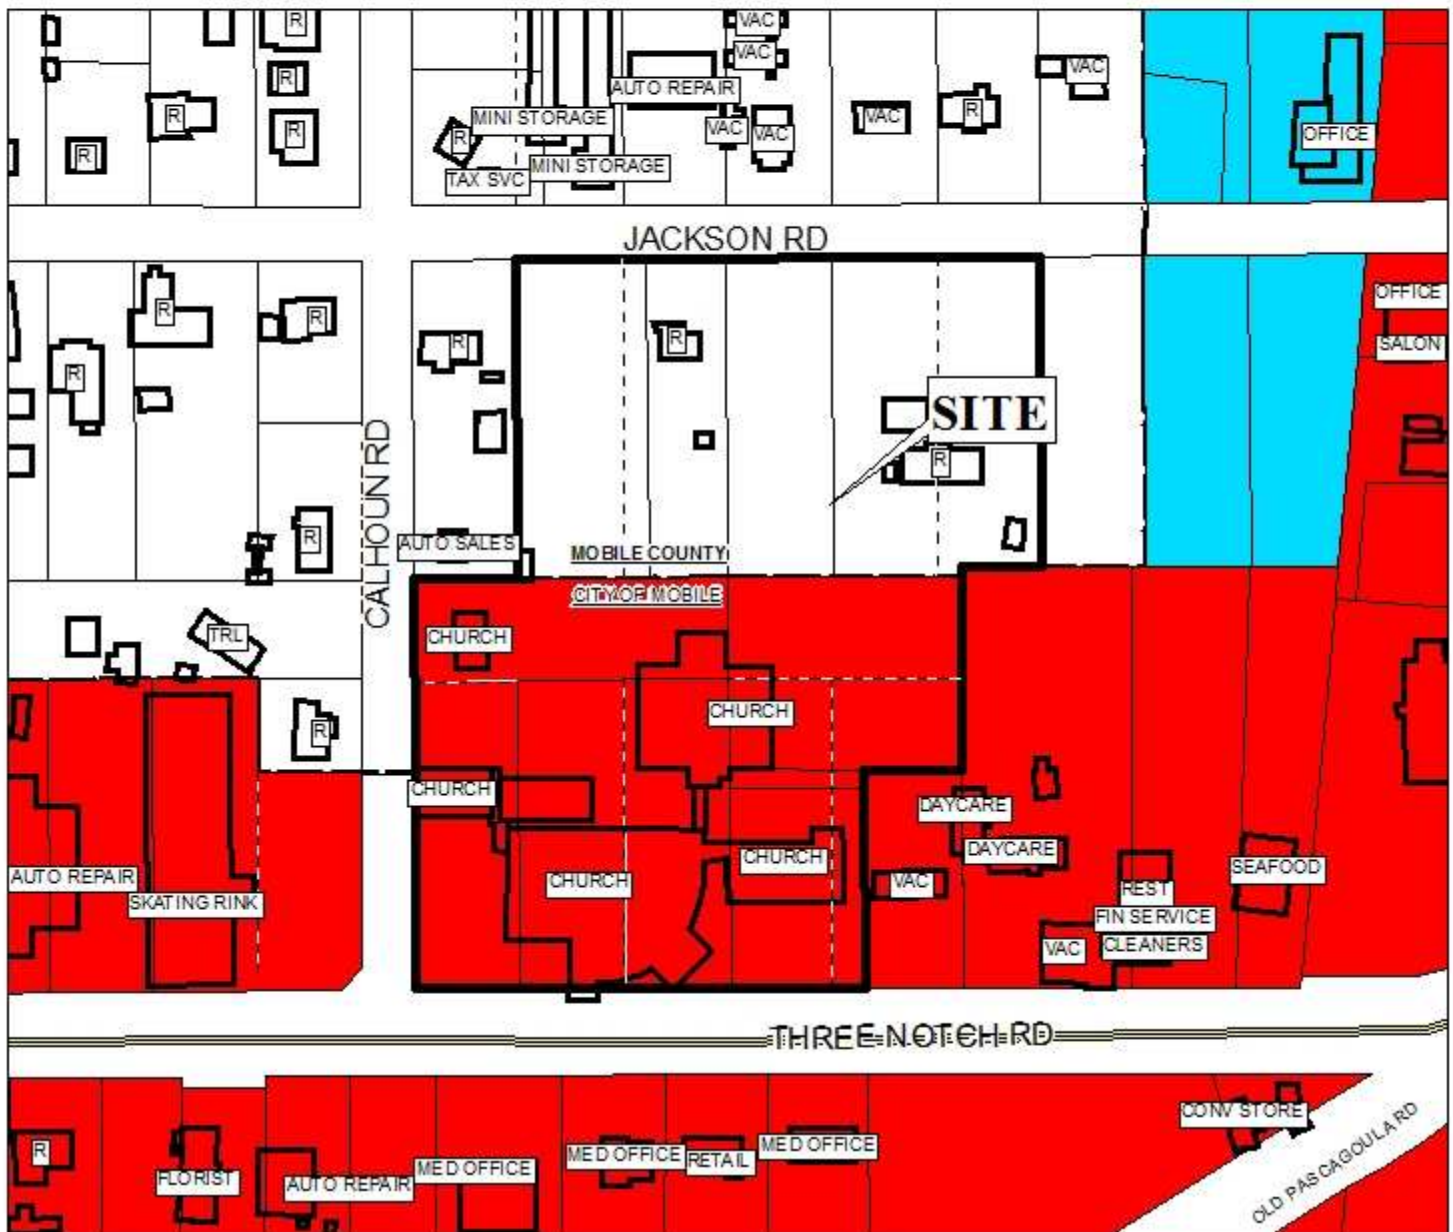 R
VAC
VAC
R
VAC
AUTO REPAIR
R
MINI STORAGE
VAC
R
R
R
VAC
VAC
OFFICE
R
MINI STORAGE
TAX SVC
JACKSON RD
OFFICE
R
R
R
R
SALON
R
SITE
CALHOUN RD
R
R
AUTO SALES
MOBILE COUNTY
CITY OF MOBILE
TRL
CHURCH
CHURCH
R
CHURCH
DAYCARE
DAYCARE
CHURCH
SEAFOOD
AUTO REPAIR
CHURCH
VAC
REST
SKATING RINK
FIN SERVICE
VAC
CLEANERS
THREE NOTCH RD
CONV STORE
R
MED OFFICE
MED OFFICE
RETAIL
MED OFFICE
FLORIST
AUTO REPAIR
OLD PASCAGOULA RD